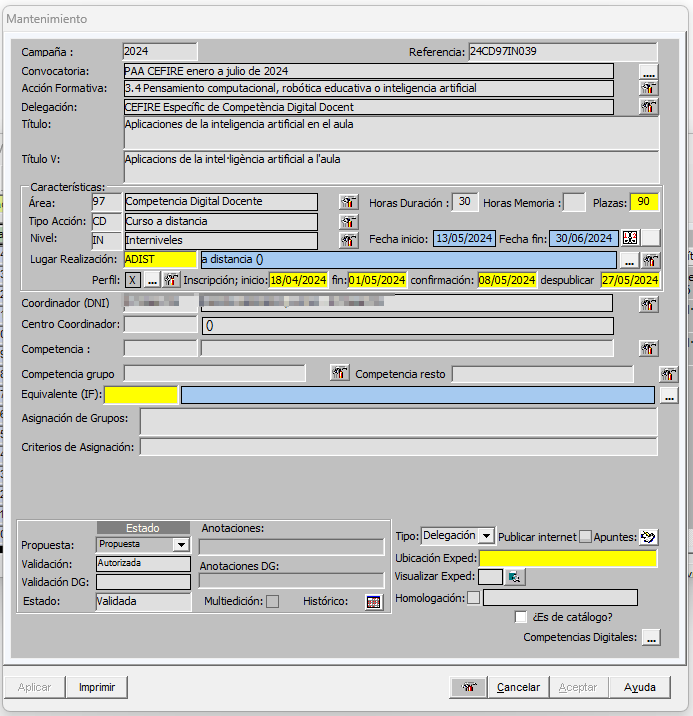 Mantenimiento
Campaña : 2024 Referencia: 24CD97IN039
Convocatoria: PAA CEFIRE enero a julio de 2024 ....
Acción Formativa: 3.4 Pensamiento computacional, robótica educativa o inteligencia artificial
Delegación: CEFIRE Específic de Competència Digital Docent
Título: Aplicaciones de la inteligencia artificial en el aula
Título V: Aplicacions de la intel·ligència artificial a l'aula
Características:
Área: 97 Competencia Digital Docente Horas Duración : 30 Horas Memoria : Plazas: 90
Tipo Acción: CD Curso a distancia
Nivel: IN Interniveles Fecha inicio: 13/05/2024 Fecha fin: 30/06/2024
Lugar Realización: ADIST a distancia () ...
Perfil: X ... Inscripción; inicio: 18/04/2024 fin: 01/05/2024 confirmación: 08/05/2024 despublicar 27/05/2024
Coordinador (DNI)
Centro Coordinador: ()
Competencia :
Competencia grupo Competencia resto
Equivalente (IF): ...
Asignación de Grupos:
Criterios de Asignación:
Estado Anotaciones:
Propuesta: Propuesta
Validación: Autorizada Anotaciones DG:
Validación DG:
Estado: Validada Multiedición: Histórico:
Tipo: Delegación Publicar internet Apuntes:
Ubicación Exped:
Visualizar Exped:
Homologación:
¿Es de catálogo?
Competencias Digitales: ...
Aplicar Imprimir Cancelar Aceptar Ayuda